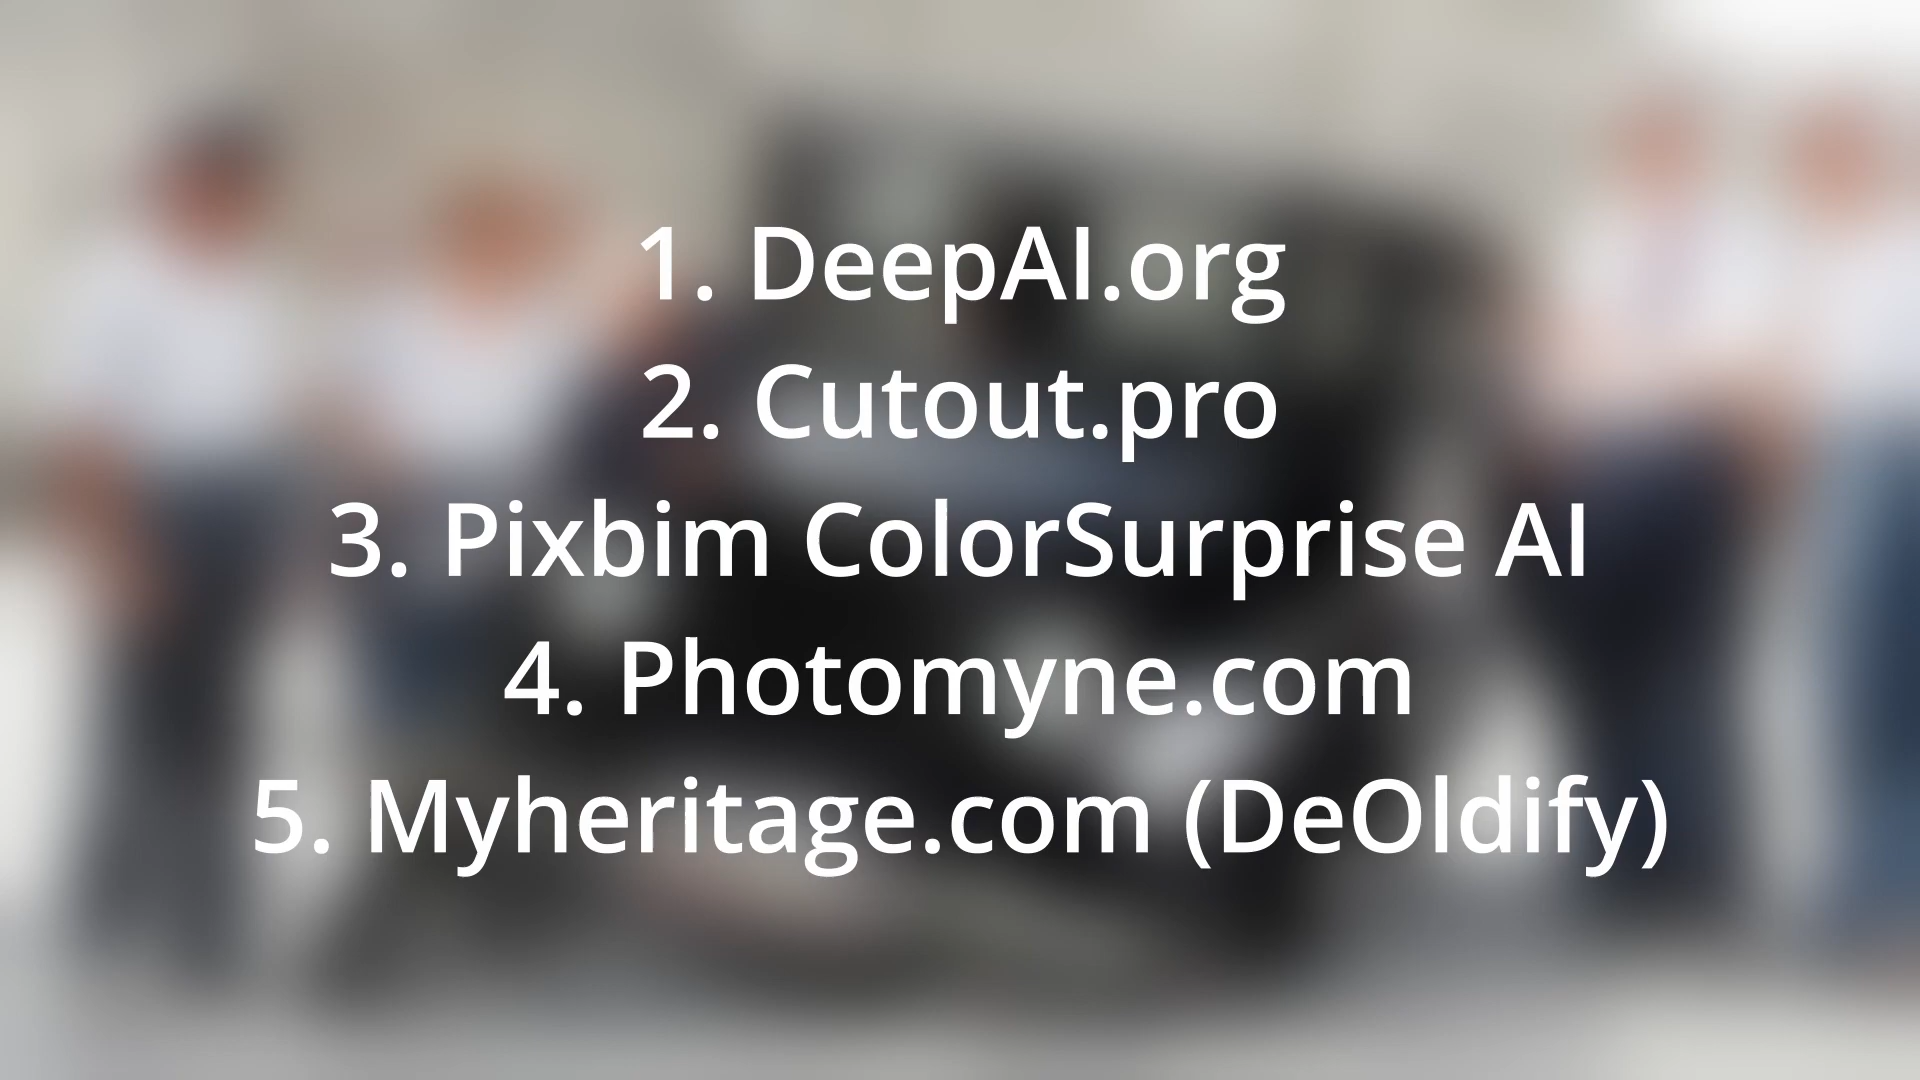 1. DeepAI.org
2. Cutout.pro
3. Pixbim ColorSurprise AI
4. Photomyne.com
5. Myheritage.com (DeOldify)